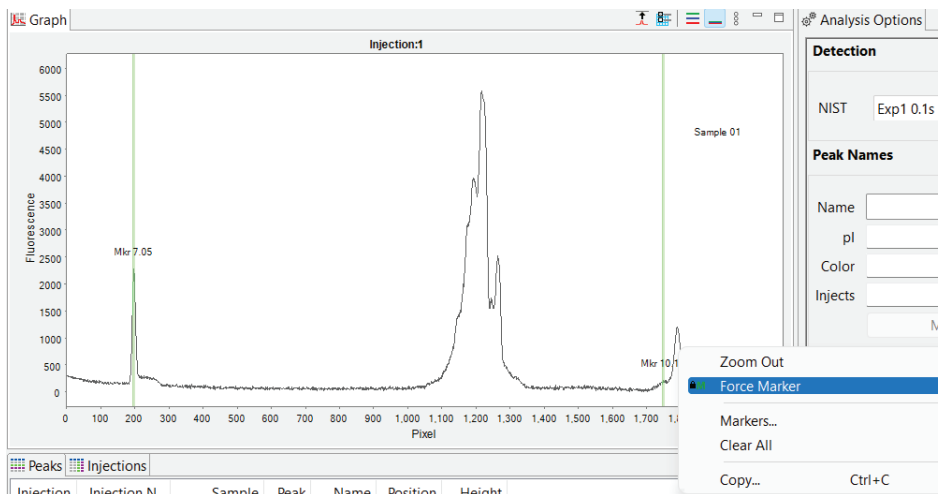 Graph
Analysis Options
Injection:1
Detection
6000
5500
5000
4500
4000
3500
3000
2500
2000
1500
1000
500
0
Fluorescence
Mkr 7.05
Sample 01
Mkr 10.1
0 100 200 300 400 500 600 700 800 900 1,000 1,100 1,200 1,300 1,400 1,500 1,600 1,700
Pixel
NIST Exp1 0.1s
Peak Names
Name
pI
Color
Injects
M
Zoom Out
Force Marker
Markers...
Clear All
Copy... Ctrl+C
Peaks Injections
Injection Injection N Sample Peak Name Position Height